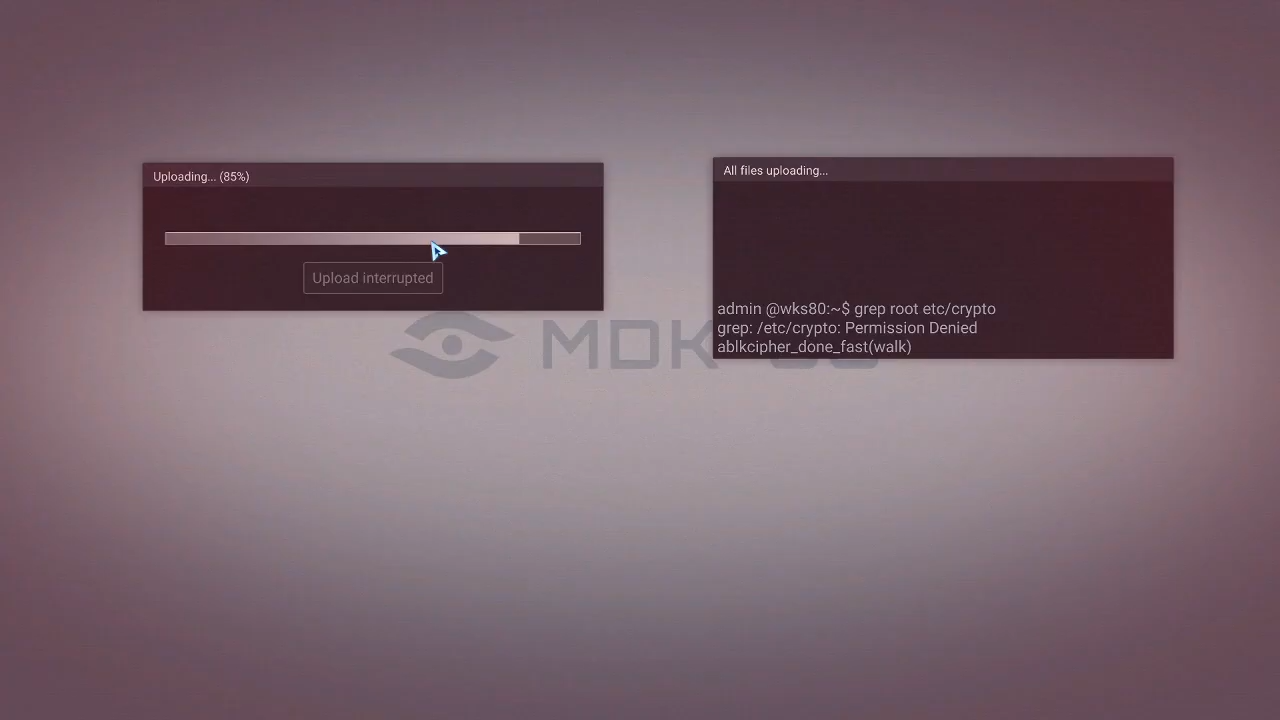 Uploading... (85%)
Upload interrupted
All files uploading...
admin @wks80:~$ grep root etc/crypto
grep: /etc/crypto: Permission Denied
ablkcipher_done_fast(walk)
MDK